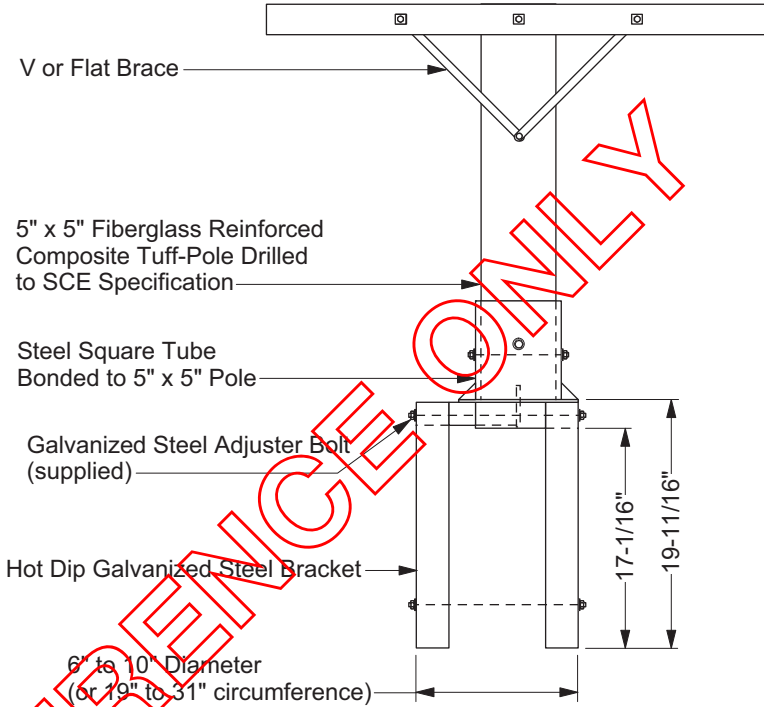 V or Flat Brace
5" x 5" Fiberglass Reinforced
Composite Tuff-Pole Drilled
to SCE Specification
Steel Square Tube
Bonded to 5" x 5" Pole
Galvanized Steel Adjuster Bolt
(supplied)
Hot Dip Galvanized Steel Bracket
6" to 10" Diameter
(or 19" to 31" circumference)
17-1/16"
19-11/16"
RENCE ONLY